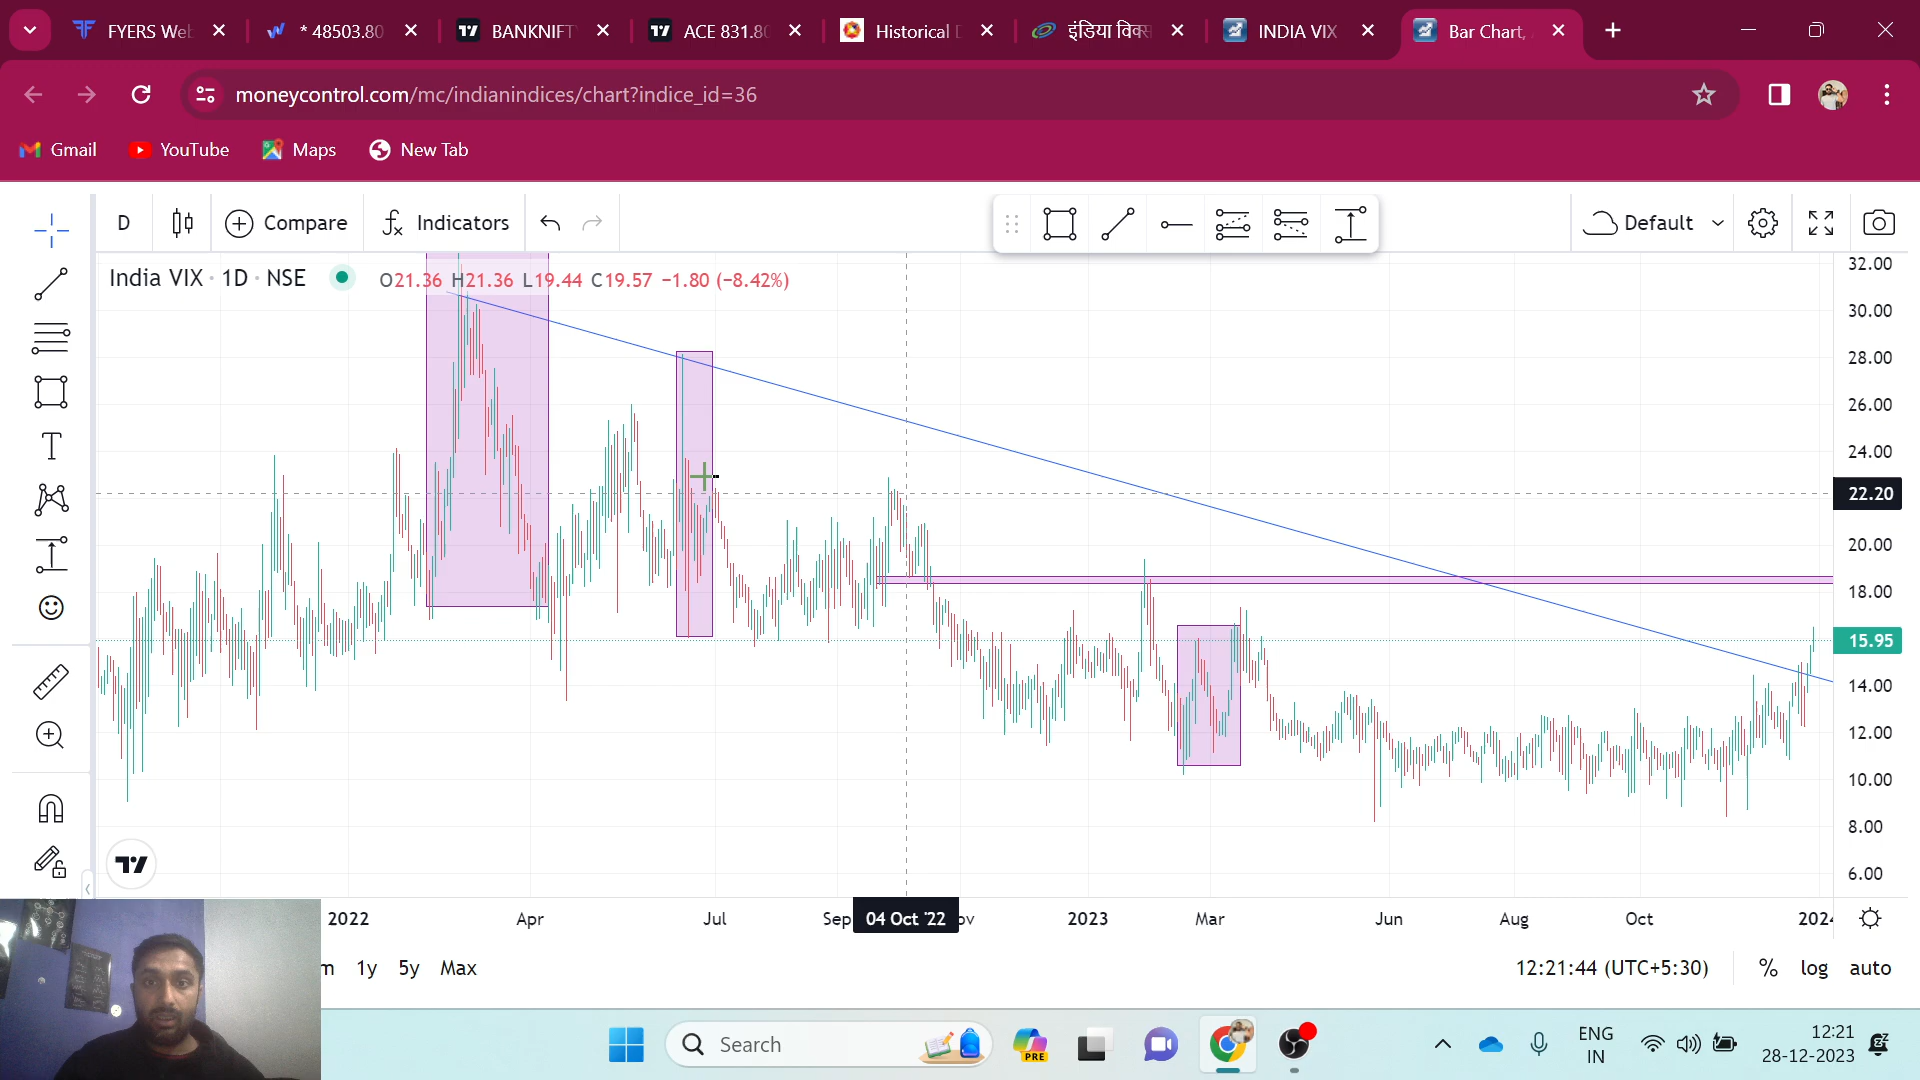 FYERS We
* 48503.80
BANKNIFT
ACE 831.80
Historical D
इंडिया विक्स
INDIA VIX
Bar Chart,
moneycontrol.com/mc/indianindices/chart?indice_id=36
Gmail
YouTube
Maps
New Tab
D
Compare
Indicators
Default
India VIX · 1D · NSE
O21.36 H21.36 L19.44 C19.57 −1.80 (−8.42%)
32.00
30.00
28.00
26.00
24.00
22.20
20.00
18.00
15.95
14.00
12.00
10.00
8.00
6.00
2022
Apr
Jul
Sep
04 Oct '22
ov
2023
Mar
Jun
Aug
Oct
2024
m
1y
5y
Max
12:21:44 (UTC+5:30)
%
log
auto
Search
PRE
ENG
IN
12:21
28-12-2023